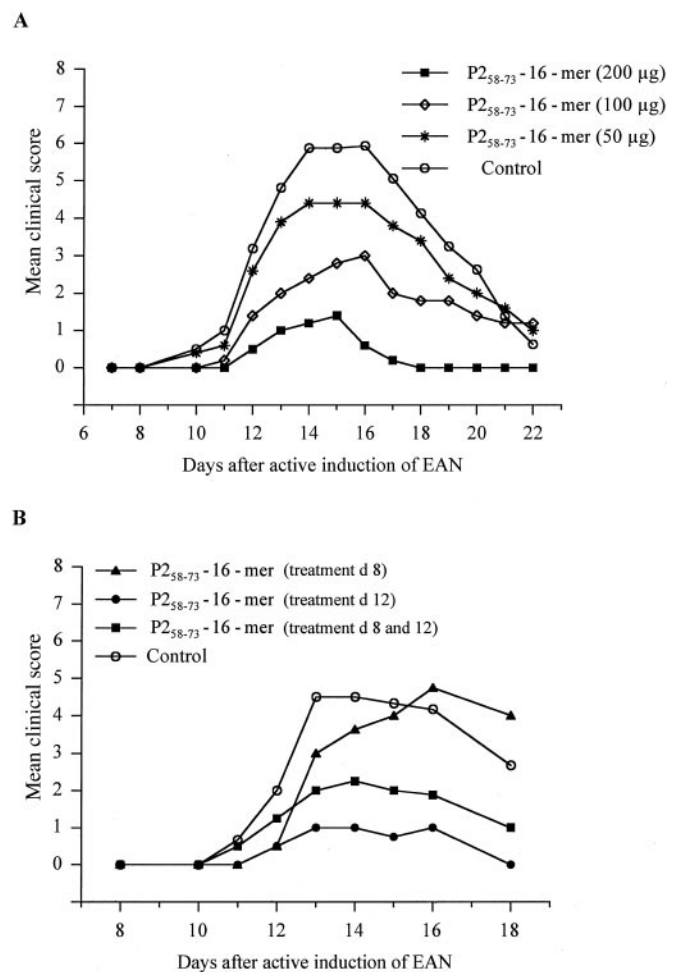 A
P2₅₈₋₇₃-16-mer (200 µg)
P2₅₈₋₇₃-16-mer (100 µg)
P2₅₈₋₇₃-16-mer (50 µg)
Control
Mean clinical score
8
7
6
5
4
3
2
1
0
6 8 10 12 14 16 18 20 22
Days after active induction of EAN
B
P2₅₈₋₇₃-16-mer (treatment d 8)
P2₅₈₋₇₃-16-mer (treatment d 12)
P2₅₈₋₇₃-16-mer (treatment d 8 and 12)
Control
Mean clinical score
8
7
6
5
4
3
2
1
0
8 10 12 14 16 18
Days after active induction of EAN